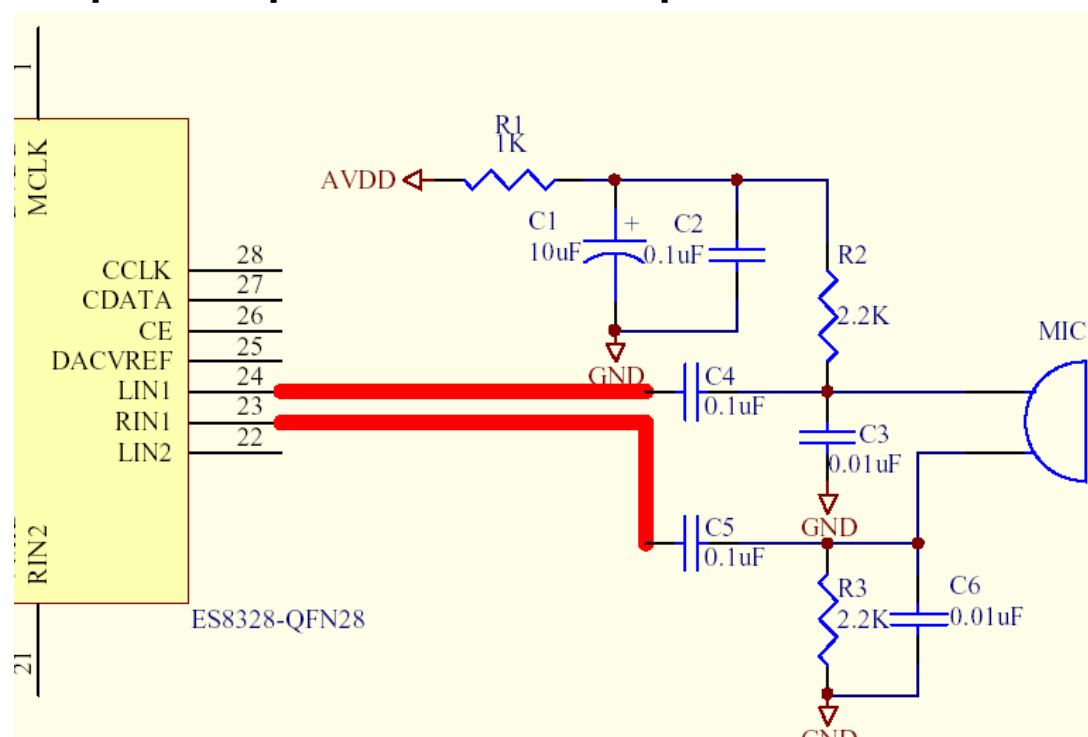 1
MCLK
R1
1K
AVDD
C1
10uF
+
C2
0.1uF
R2
2.2K
CCLK 28
CDATA 27
CE 26
DACVREF 25
LIN1 24
RIN1 23
LIN2 22
GND
MIC
C4
0.1uF
C3
0.01uF
GND
C5
0.1uF
R3
2.2K
C6
0.01uF
RIN2
ES8328-QFN28
21
GND